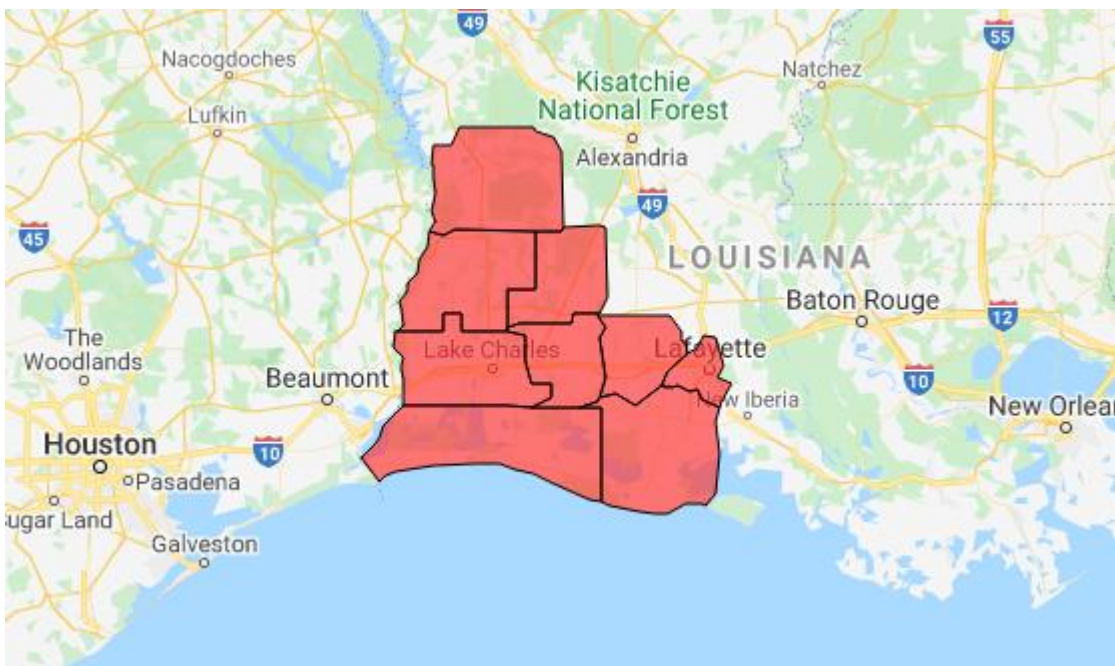 49
55
Nacogdoches
Natchez
Kisatchie
National Forest
Lufkin
Alexandria
49
45
LOUISIANA
Baton Rouge
12
The
Woodlands
Lake Charles
Lafayette
Beaumont
10
New Iberia
New Orlea
Houston
10
Pasadena
ugar Land
Galveston